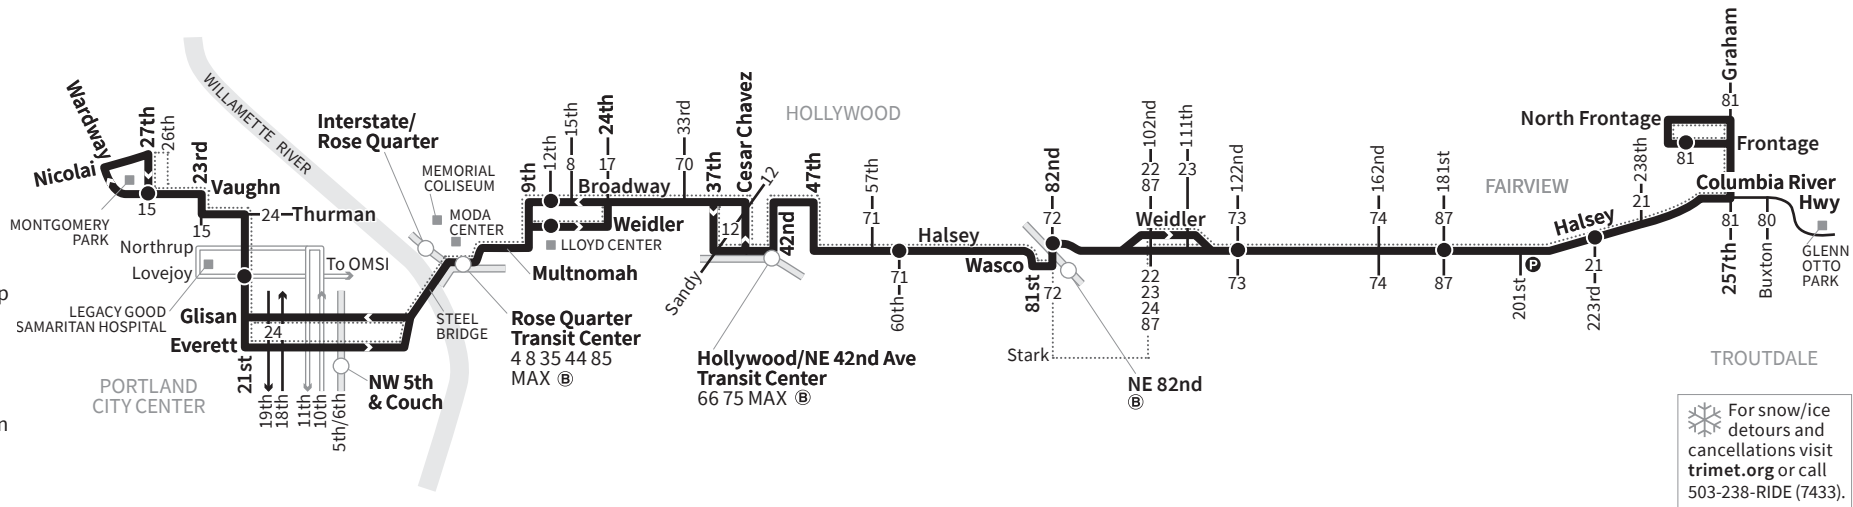 Wardway
27th
26th
23rd
Nicolai
Vaughn
15
MONTGOMERY
PARK
15
24
Thurman
Northrup
Lovejoy
To OMSI
LEGACY GOOD
SAMARITAN HOSPITAL
Glisan
24
Everett
21st
19th
18th
11th
10th
5th/6th
PORTLAND
CITY CENTER
NW 5th
& Couch
WILLAMETTE RIVER
Interstate/
Rose Quarter
MEMORIAL
COLISEUM
MODA
CENTER
STEEL
BRIDGE
Rose Quarter
Transit Center
4 8 35 44 85
MAX B
Multnomah
9th
12th
15th
8
24th
17
Broadway
Weidler
LLOYD CENTER
33rd
70
37th
Cesar Chavez
12
12
Sandy
42nd
47th
HOLLYWOOD
Hollywood/NE 42nd Ave
Transit Center
66 75 MAX B
57th
71
Halsey
71
60th
Wasco
81st
82nd
72
72
Stark
NE 82nd
B
102nd
22
87
111th
23
Weidler
22
23
24
87
122nd
73
73
162nd
74
74
181st
87
87
201st
P
FAIRVIEW
Halsey
21
223rd
238th
21
North Frontage
81
Graham
81
Frontage
Columbia River
Hwy
81
257th
80
Buxton
GLENN
OTTO
PARK
TROUTDALE
For snow/ice
detours and
cancellations visit
trimet.org or call
503-238-RIDE (7433).
p
n